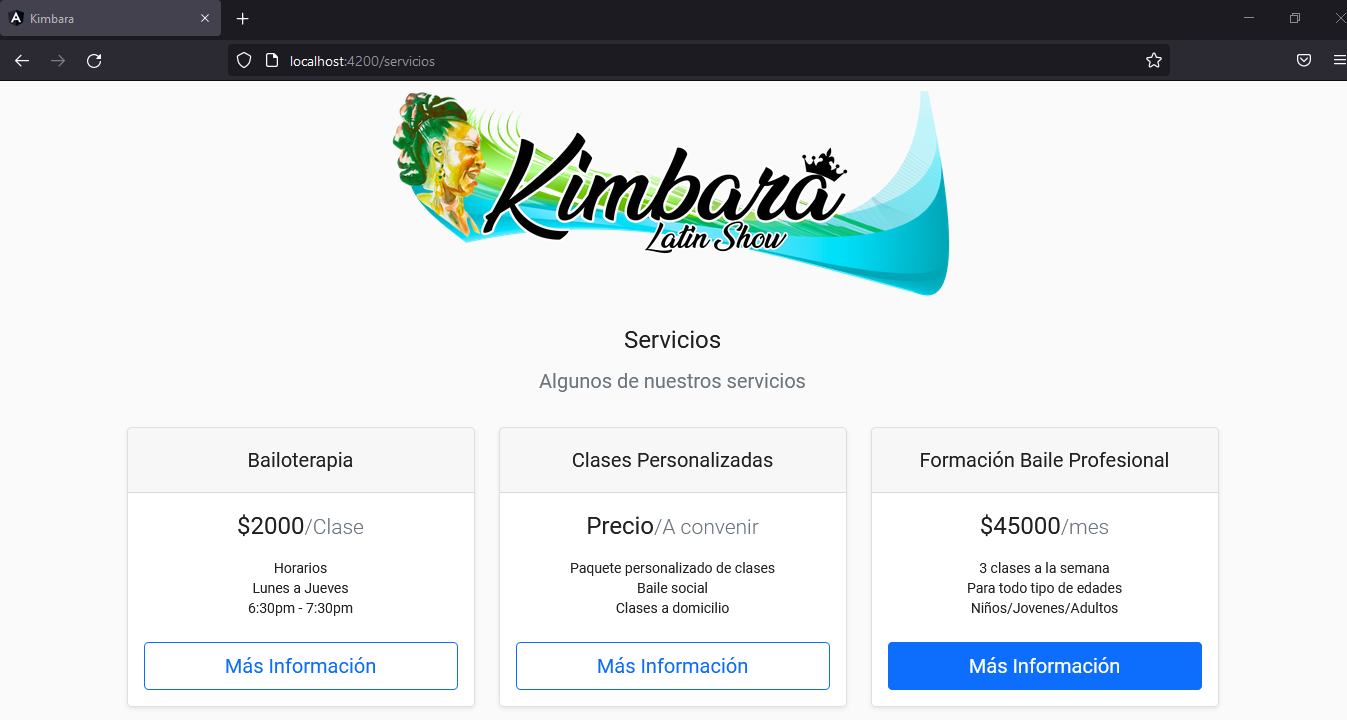 Kimbara
localhost:4200/servicios
Kimbara
Latin Show
Servicios
Algunos de nuestros servicios
Bailoterapia
$2000/Clase
Horarios
Lunes a Jueves
6:30pm - 7:30pm
Más Información
Clases Personalizadas
Precio/A convenir
Paquete personalizado de clases
Baile social
Clases a domicilio
Más Información
Formación Baile Profesional
$45000/mes
3 clases a la semana
Para todo tipo de edades
Niños/Jovenes/Adultos
Más Información